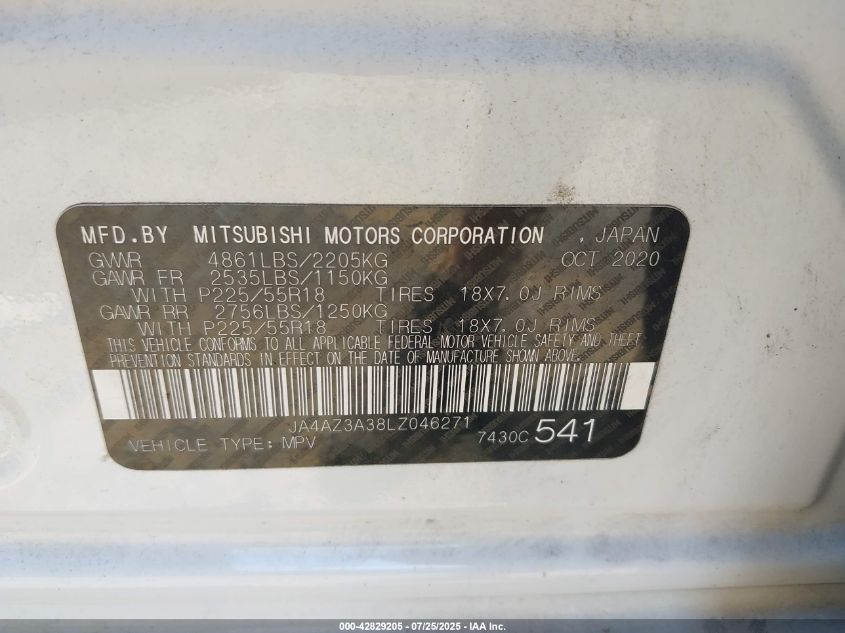 MFD.BY MITSUBISHI MOTORS CORPORATION , JAPAN
GVWR 4861LBS/2205KG OCT 2020
GAWR FR 2535LBS/1150KG
WITH P225/55R18 TIRES 18X7.0J RIMS
GAWR RR 2756LBS/1250KG
WITH P225/55R18 TIRES 18X7.0J RIMS
THIS VEHICLE CONFORMS TO ALL APPLICABLE FEDERAL MOTOR VEHICLE SAFETY AND THEFT
PREVENTION STANDARDS IN EFFECT ON THE DATE OF MANUFACTURE SHOWN ABOVE.
JA4AZ3A38LZ046271
VEHICLE TYPE: MPV 7430C 541
000-42829205 - 07/25/2025 - IAA Inc.